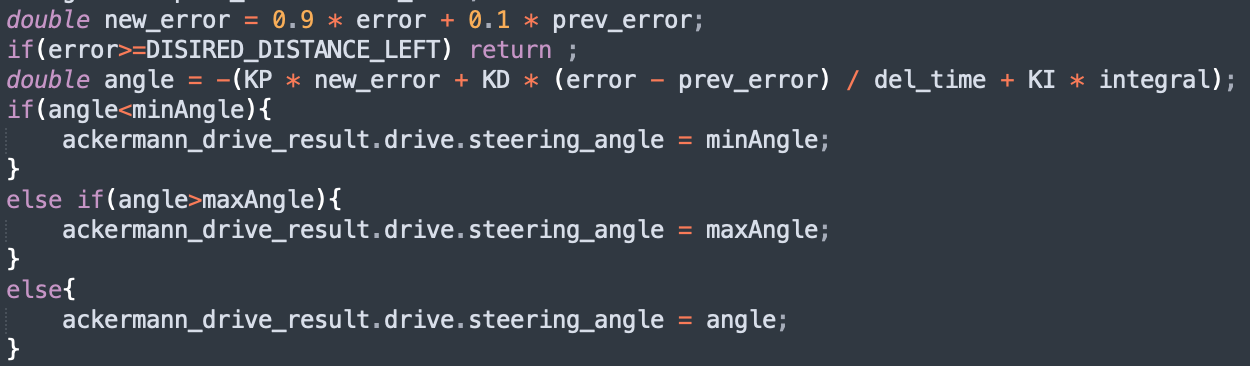 double new_error = 0.9 * error + 0.1 * prev_error;
if(error>=DISIRED_DISTANCE_LEFT) return ;
double angle = -(KP * new_error + KD * (error - prev_error) / del_time + KI * integral);
if(angle<minAngle){
    ackermann_drive_result.drive.steering_angle = minAngle;
}
else if(angle>maxAngle){
    ackermann_drive_result.drive.steering_angle = maxAngle;
}
else{
    ackermann_drive_result.drive.steering_angle = angle;
}